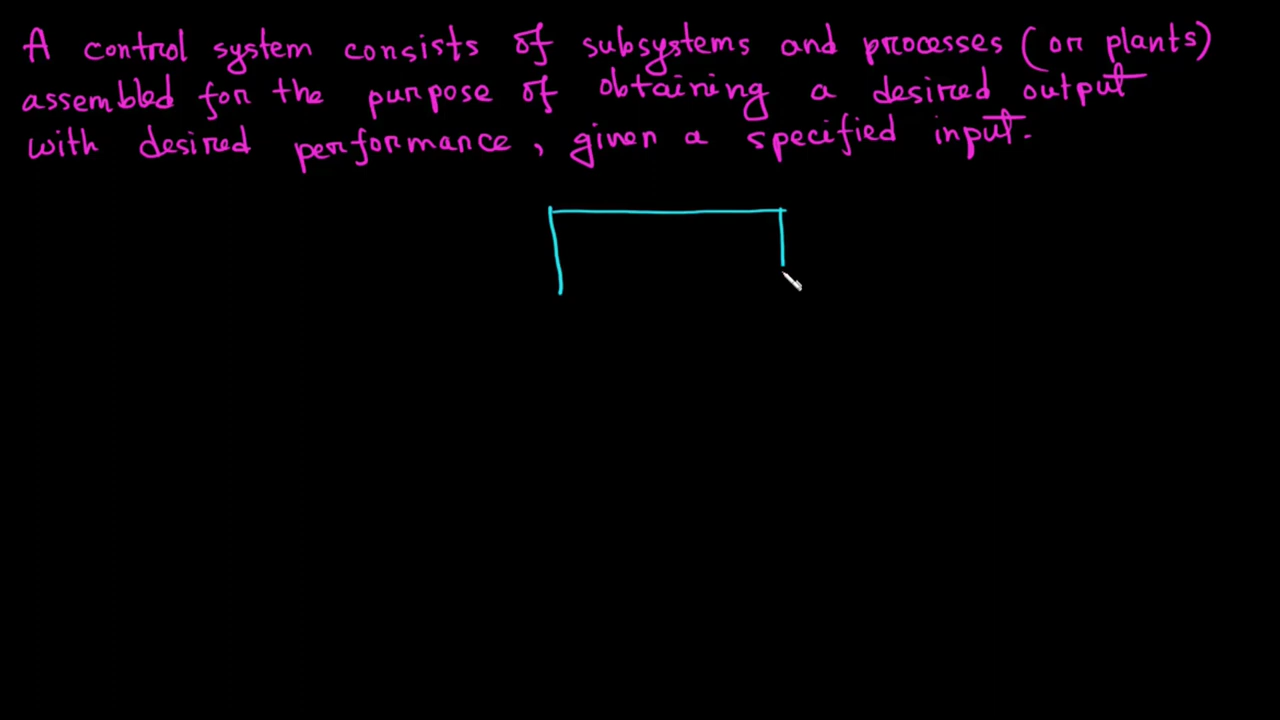 A control system consists of subsystems and processes (or plants)
assembled for the purpose of obtaining a desired output
with desired performance, given a specified input.